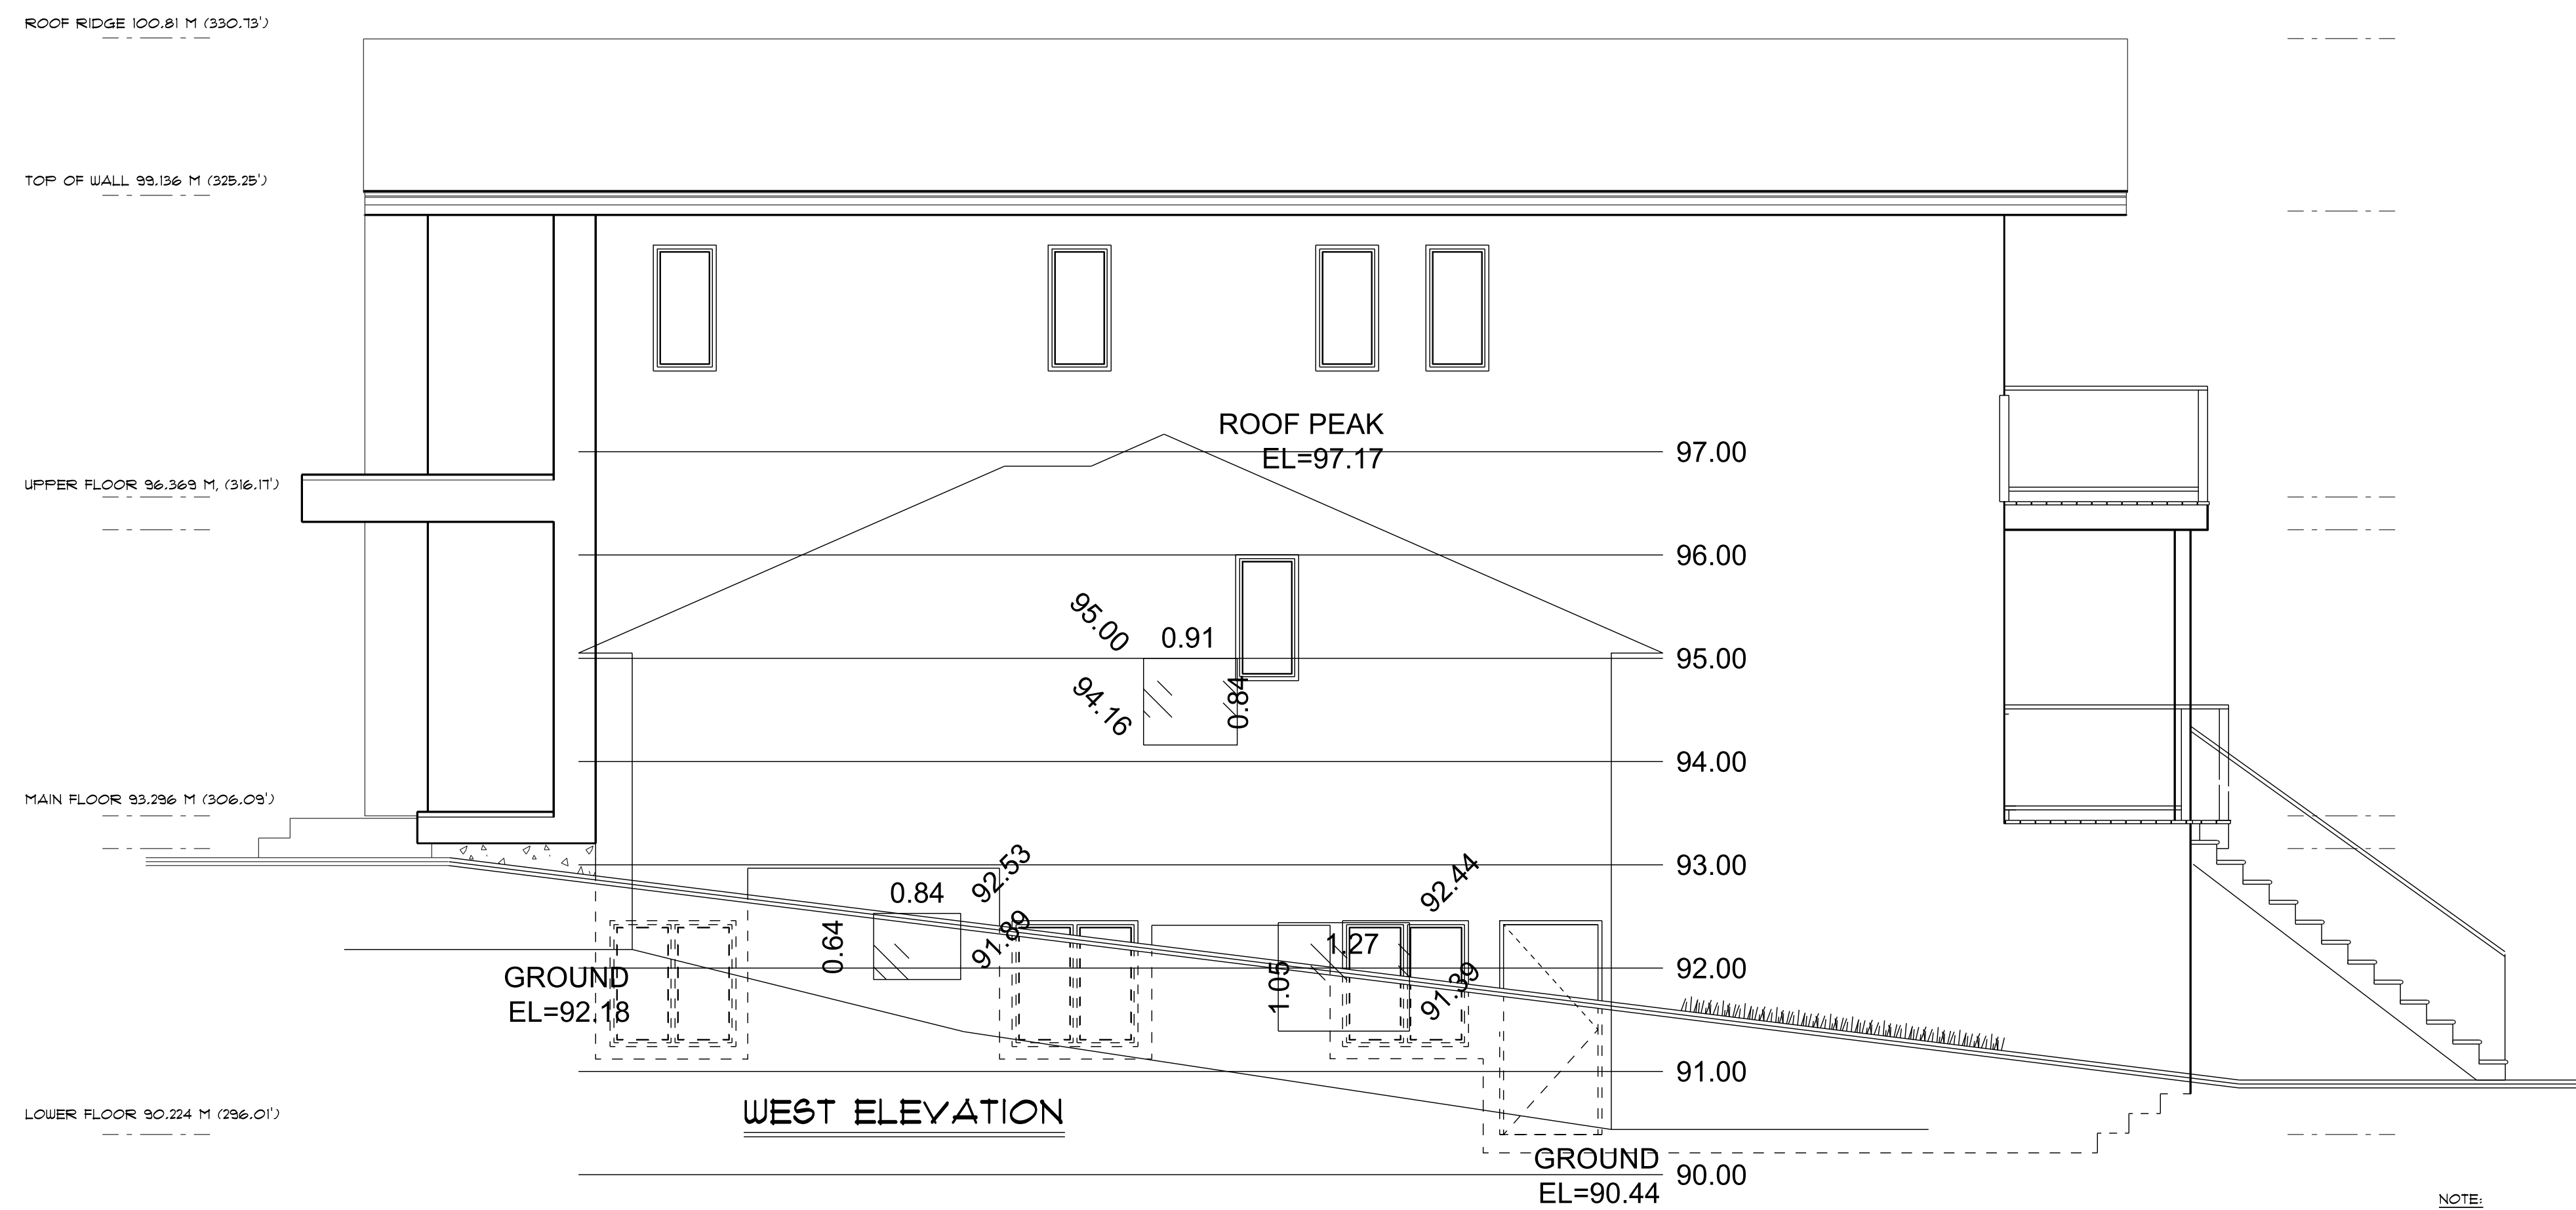 ROOF RIDGE 100.81 M (330.73')
TOP OF WALL 99.136 M (325.25')
ROOF PEAK
EL=97.17
97.00
UPPER FLOOR 96.369 M, (316.17')
96.00
95.00
0.91
95.00
94.16
0.84
94.00
MAIN FLOOR 93.296 M (306.09')
93.00
92.53
0.84
92.44
0.64
91.89
1.27
92.00
1.05
91.39
GROUND
EL=92.18
91.00
WEST ELEVATION
LOWER FLOOR 90.224 M (296.01')
GROUND
EL=90.44
90.00
NOTE: